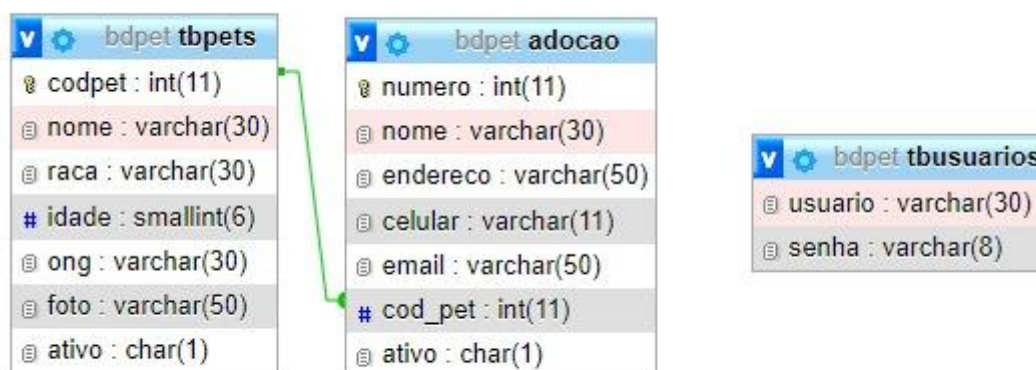 bdpet tbpets
codpet : int(11)
nome : varchar(30)
raca : varchar(30)
# idade : smallint(6)
ong : varchar(30)
foto : varchar(50)
ativo : char(1)
bdpet adocao
numero : int(11)
nome : varchar(30)
endereco : varchar(50)
celular : varchar(11)
email : varchar(50)
# cod_pet : int(11)
ativo : char(1)
bdpet tbusuarios
usuario : varchar(30)
senha : varchar(8)